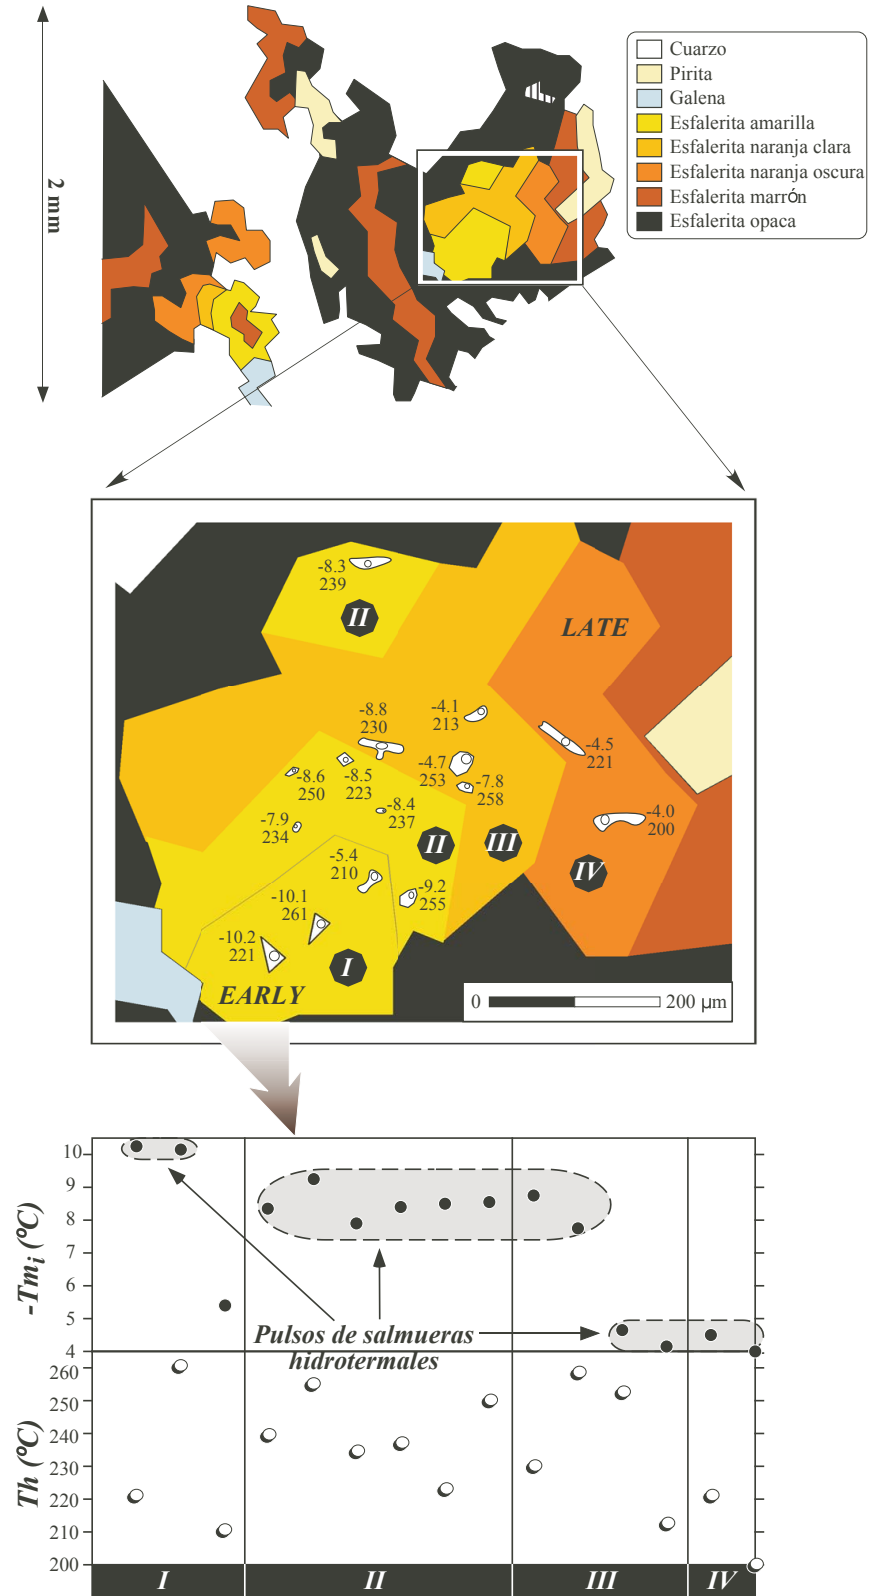 2 mm
Cuarzo
Pirita
Galena
Esfalerita amarilla
Esfalerita naranja clara
Esfalerita naranja oscura
Esfalerita marrón
Esfalerita opaca
-8.3
239
II
LATE
-8.8
230
-4.1
213
-4.5
221
-4.7
253
-7.8
258
-8.6
250
-8.5
223
-8.4
237
-7.9
234
-4.0
200
II
III
IV
-5.4
210
-9.2
255
-10.1
261
-10.2
221
I
EARLY
0
200 µm
-Tmi (ºC)
10
9
8
7
6
5
4
Pulsos de salmueras
hidrotermales
Th (ºC)
260
250
240
230
220
210
200
I
II
III
IV